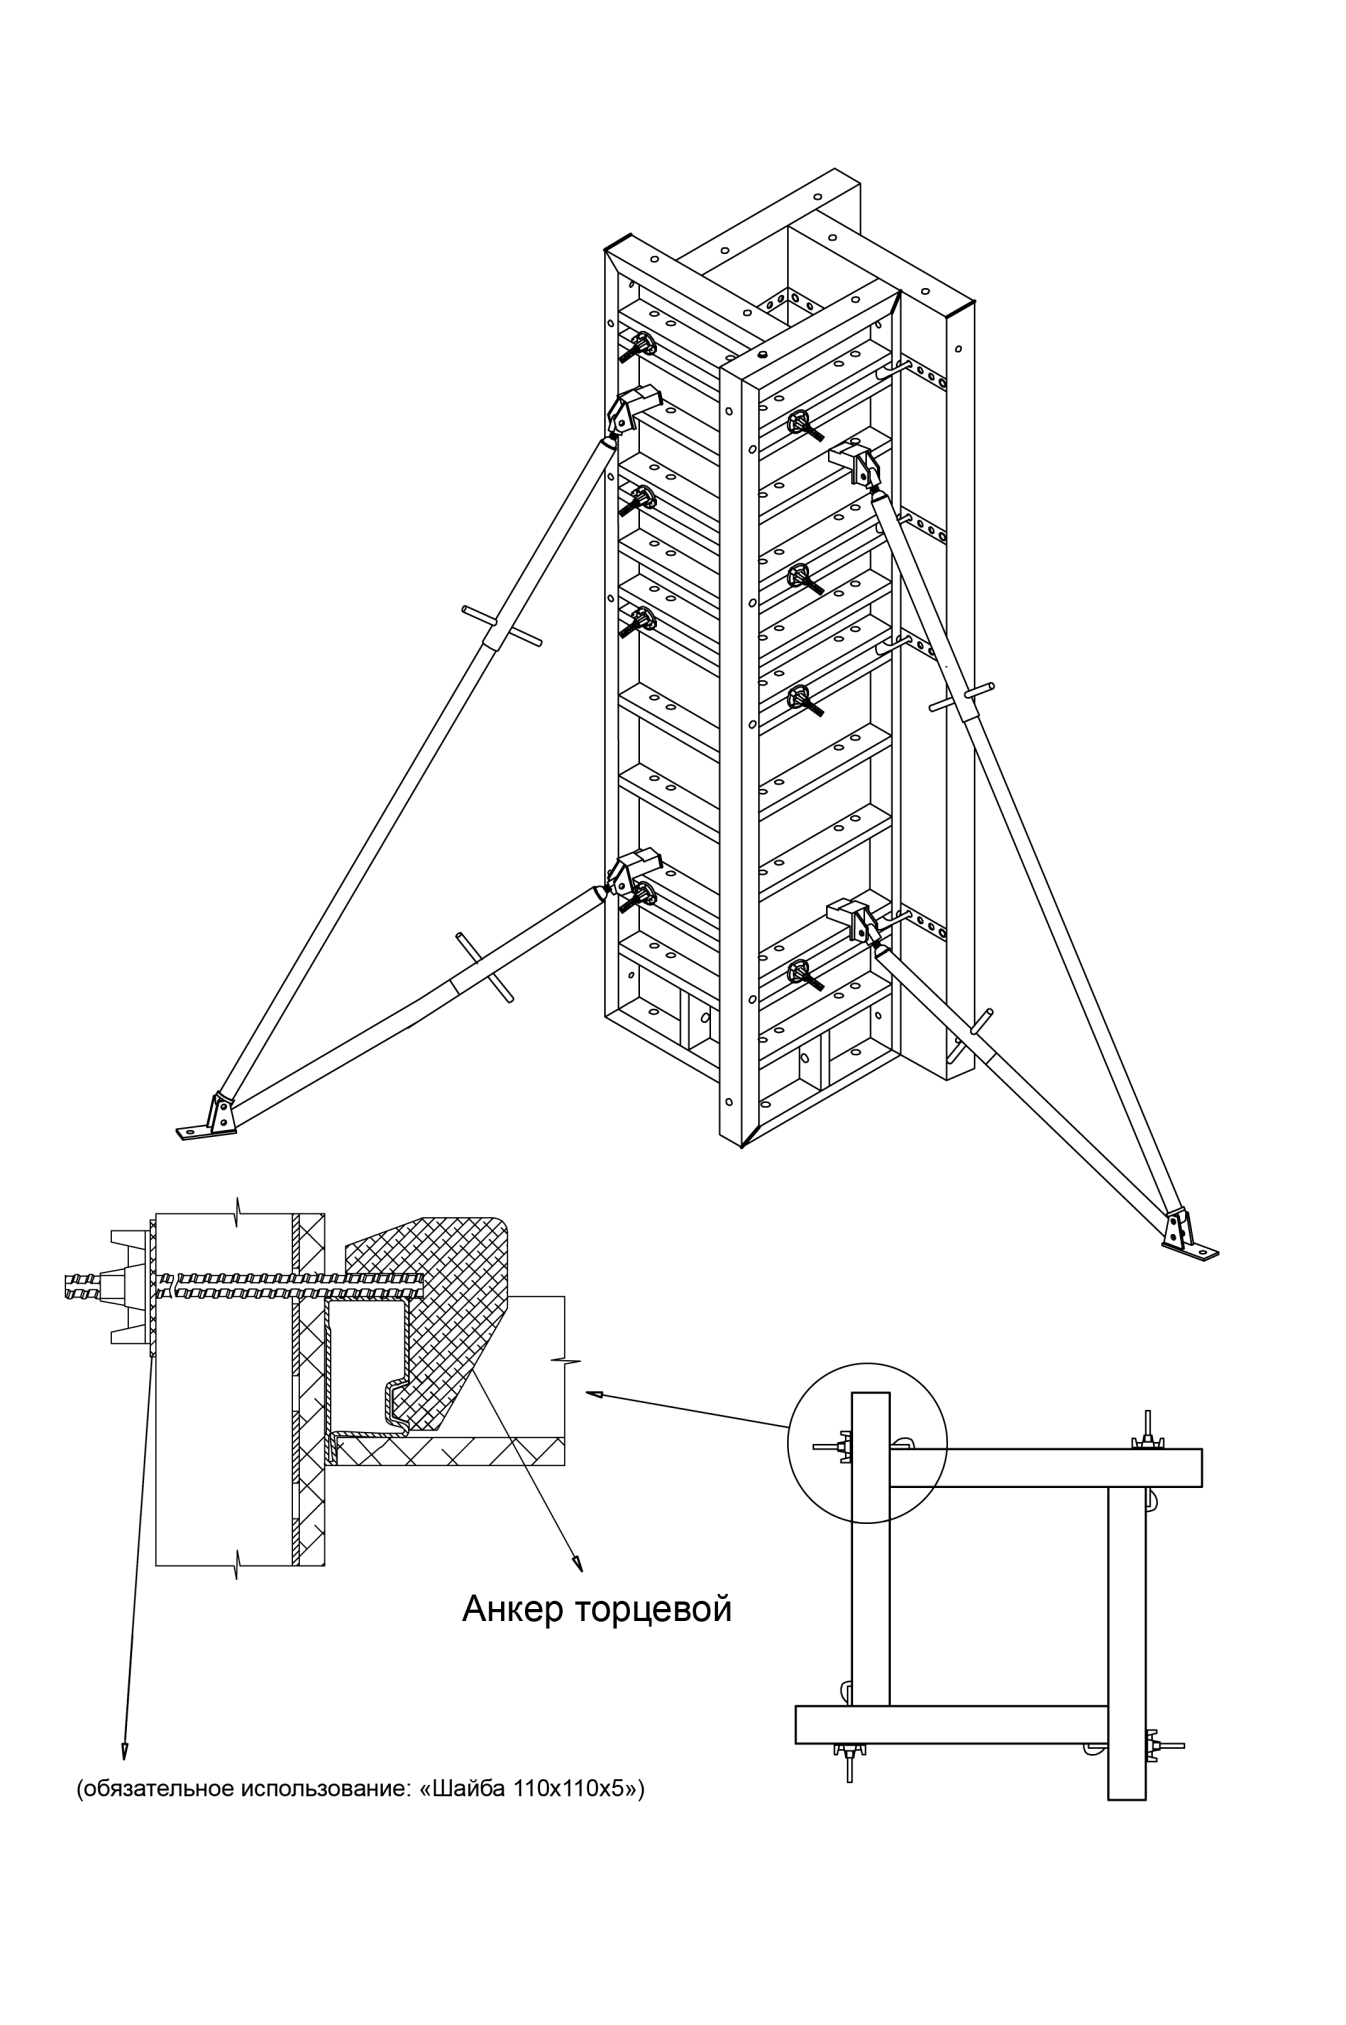 Анкер торцевой
(обязательное использование: «Шайба 110х110х5»)